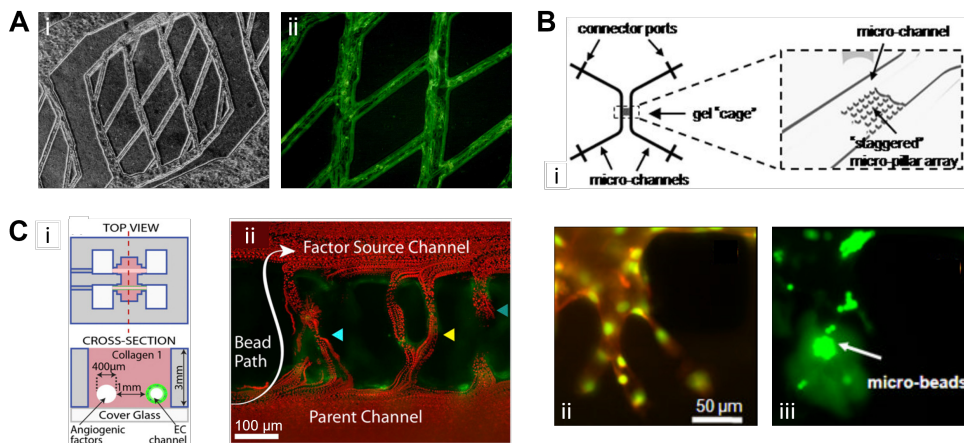 A
i
ii
B
connector ports
micro-channel
gel "cage"
"staggered"
micro-pillar array
micro-channels
i
C
i
TOP VIEW
CROSS-SECTION
Collagen 1
400µm
1mm
3mm
Cover Glass
Angiogenic
factors
EC
channel
ii
Factor Source Channel
Bead
Path
Parent Channel
100 µm
ii
50 µm
iii
micro-beads